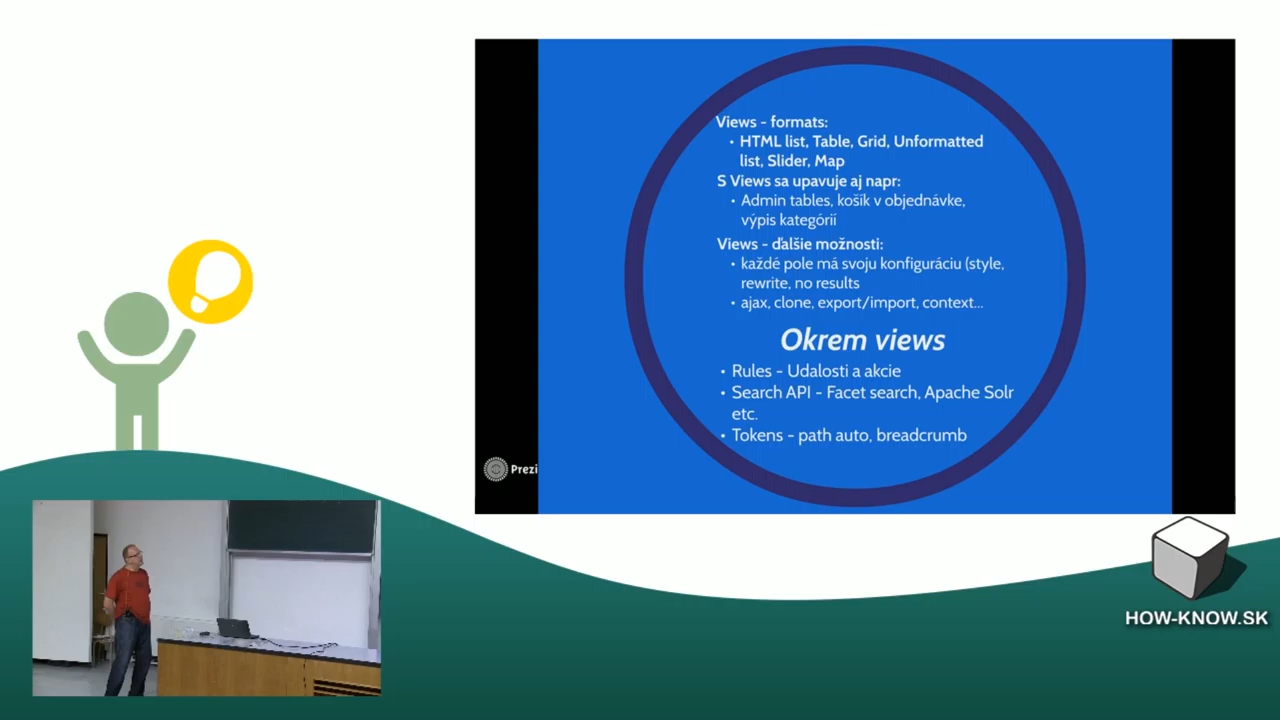 Views - formats:
• HTML list, Table, Grid, Unformatted
list, Slider, Map
S Views sa upavuje aj napr:
• Admin tables, košík v objednávke,
výpis kategórií
Views - ďalšie možnosti:
• každé pole má svoju konfiguráciu (style,
rewrite, no results
• ajax, clone, export/import, context...
Okrem views
• Rules - Udalosti a akcie
• Search API - Facet search, Apache Solr
etc.
• Tokens - path auto, breadcrumb
Prezi
HOW-KNOW.SK